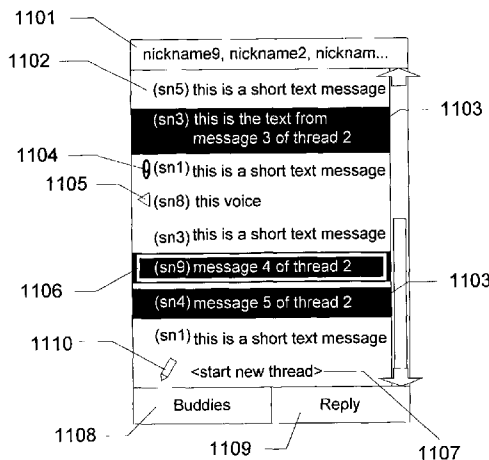 1101
nickname9, nickname2, nicknam...
1102
(sn5) this is a short text message
1103
(sn3) this is the text from
message 3 of thread 2
1104
(sn1) this is a short text message
1105
(sn8) this voice
(sn3) this is a short text message
1106
(sn9) message 4 of thread 2
1103
(sn4) message 5 of thread 2
(sn1) this is a short text message
1110
<start new thread>
Buddies
Reply
1108
1109
1107